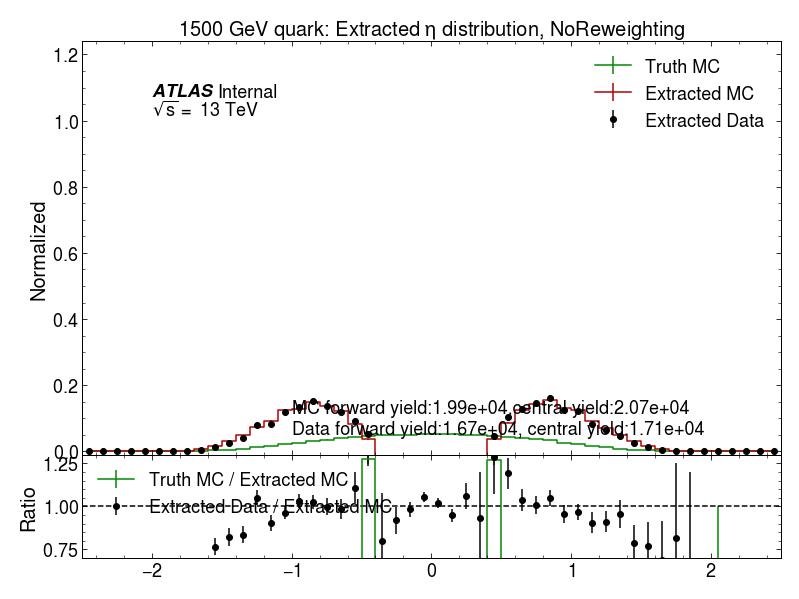 1500 GeV quark: Extracted η distribution, NoReweighting
1.2
ATLAS Internal
√s = 13 TeV
Truth MC
Extracted MC
Extracted Data
1.0
0.8
Normalized
0.6
0.4
0.2
MC forward yield:1.99e+04,central yield:2.07e+04
Data forward yield:1.67e+04, central yield:1.71e+04
0.0
1.25
Truth MC / Extracted MC
Ratio
1.00
Extracted Data / Extracted MC
0.75
−2 −1 0 1 2